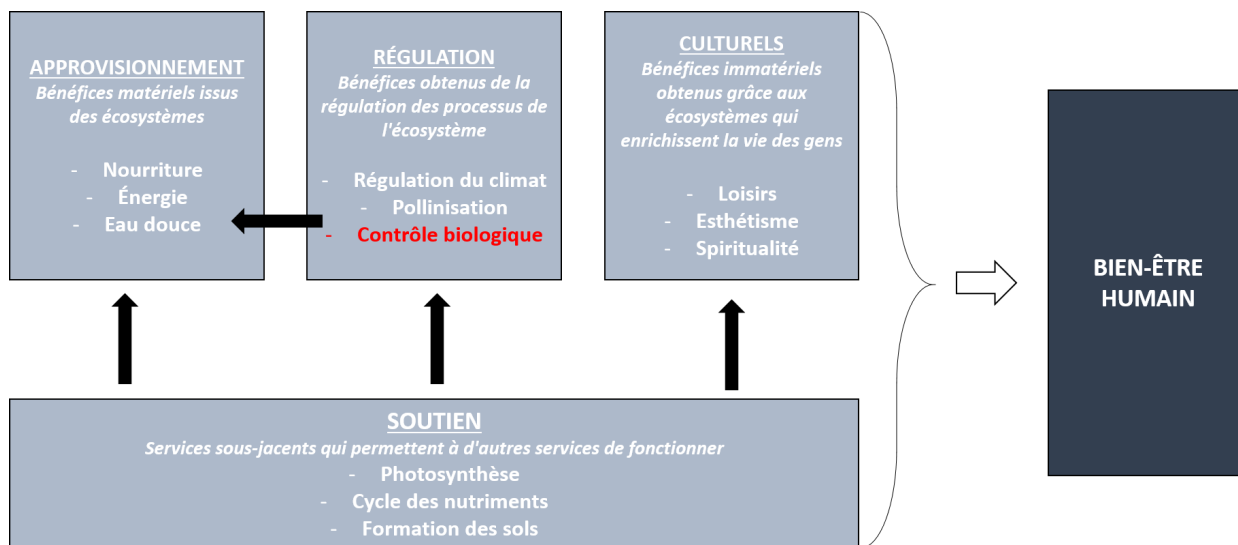 APPROVISIONNEMENT
Bénéfices matériels issus
des écosystèmes
- Nourriture
- Énergie
- Eau douce
RÉGULATION
Bénéfices obtenus de la
régulation des processus de
l'écosystème
- Régulation du climat
- Pollinisation
- Contrôle biologique
CULTURELS
Bénéfices immatériels
obtenus grâce aux
écosystèmes qui
enrichissent la vie des gens
- Loisirs
- Esthétisme
- Spiritualité
BIEN-ÊTRE
HUMAIN
SOUTIEN
Services sous-jacents qui permettent à d'autres services de fonctionner
- Photosynthèse
- Cycle des nutriments
- Formation des sols